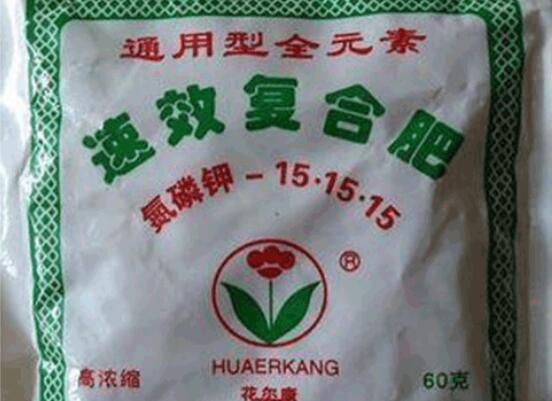 通用型全元素
速效复合肥
氮磷钾-15·15·15
®
HUAERKANG
高浓缩
花尔康
60克